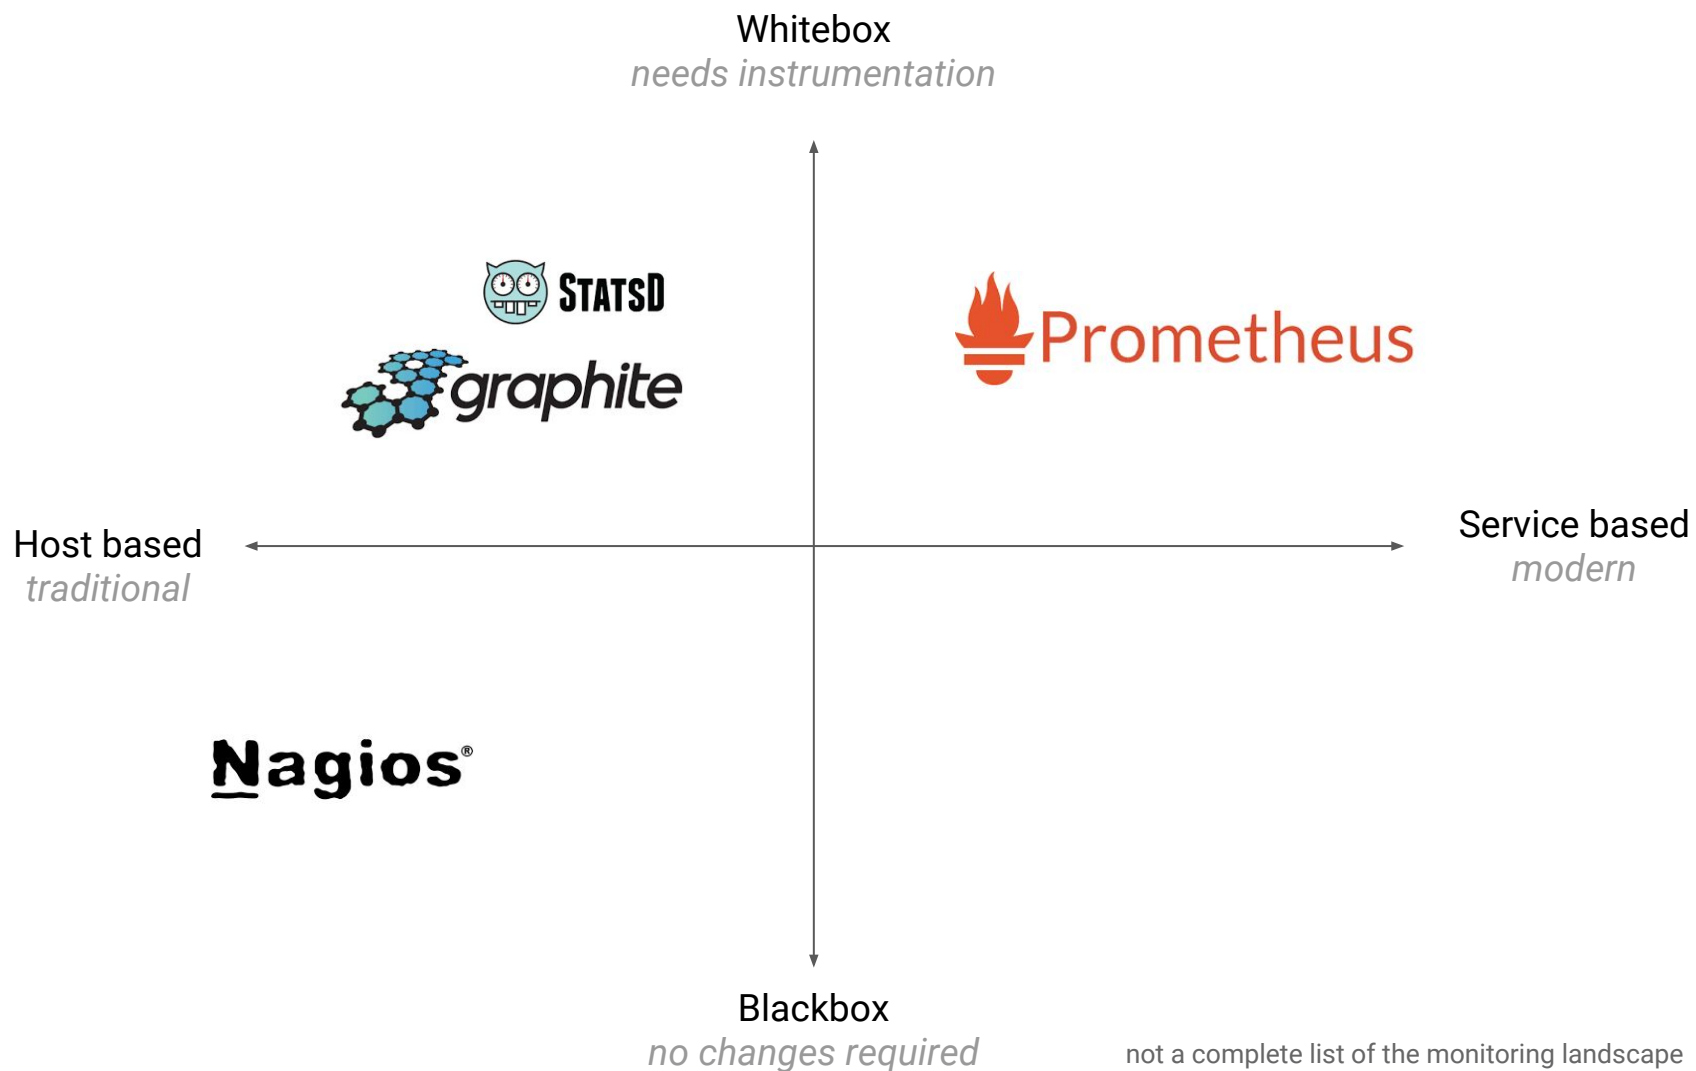 Whitebox
needs instrumentation
STATSD
graphite
Prometheus
Host based
traditional
Service based
modern
Nagios®
Blackbox
no changes required
not a complete list of the monitoring landscape